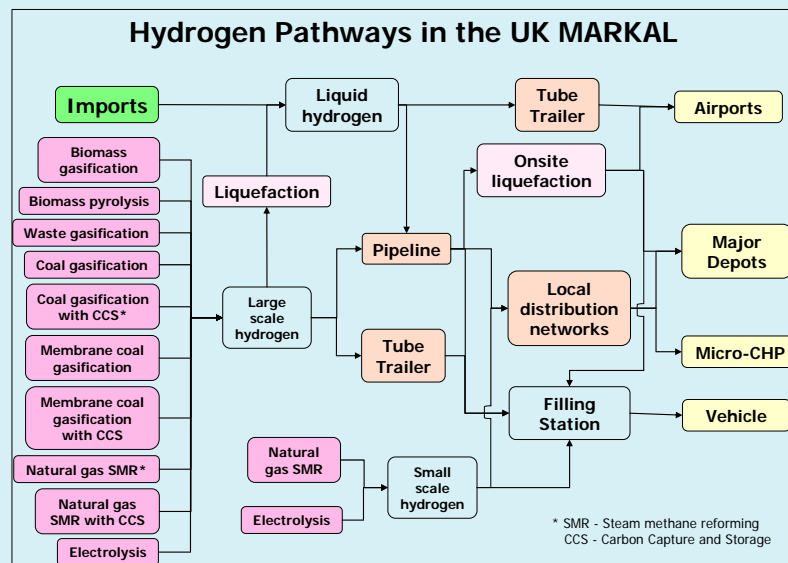 Hydrogen Pathways in the UK MARKAL
Imports
Liquid
hydrogen
Tube
Trailer
Airports
Biomass
gasification
Biomass pyrolysis
Waste gasification
Coal gasification
Coal gasification
with CCS*
Membrane coal
gasification
Membrane coal
gasification
with CCS
Natural gas SMR*
Natural gas
SMR with CCS
Electrolysis
Liquefaction
Large
scale
hydrogen
Onsite
liquefaction
Pipeline
Tube
Trailer
Local
distribution
networks
Major
Depots
Micro-CHP
Filling
Station
Vehicle
Natural
gas SMR
Electrolysis
Small
scale
hydrogen
* SMR - Steam methane reforming
CCS - Carbon Capture and Storage